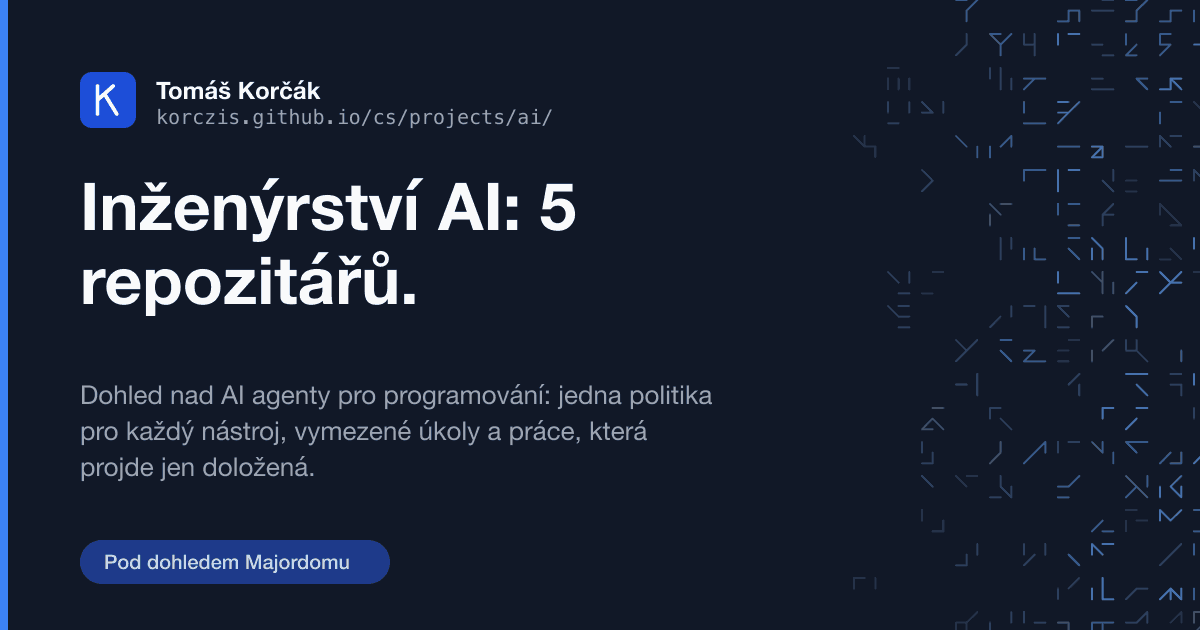 K
Tomáš Korčák
korczis.github.io/cs/projects/ai/
Inženýrství AI: 5
repozitářů.
Dohled nad AI agenty pro programování: jedna politika
pro každý nástroj, vymezené úkoly a práce, která
projde jen doložená.
Pod dohledem Majordomu